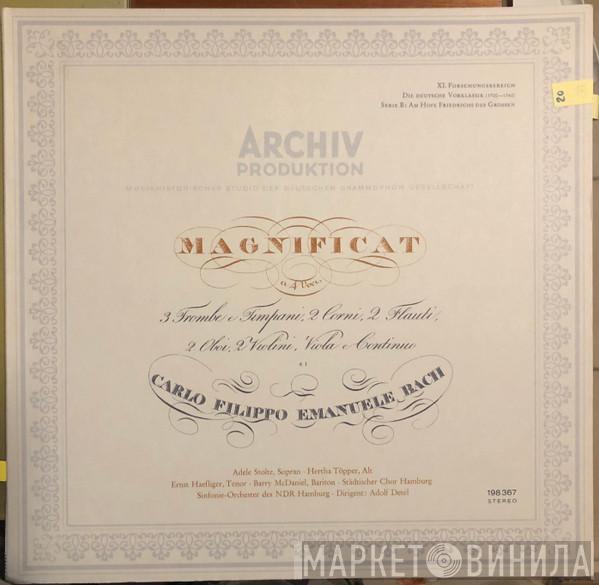 XI. Forschungsbereich
Die deutsche Vorklassik (1700—1760)
Serie B: Am Hofe Friedrichs des Grossen
20
ARCHIV
PRODUKTION
MUSIKHISTORISCHES STUDIO DER DEUTSCHEN GRAMMOPHON GESELLSCHAFT
MAGNIFICAT
a 4 Voci,
3 Trombe e Timpani, 2 Corni, 2 Flauti,
2 Oboi, 2 Violini, Viola e Continuo
di
CARLO FILIPPO EMANUELE BACH
Adele Stolte, Sopran · Hertha Töpper, Alt
Ernst Haefliger, Tenor · Barry McDaniel, Bariton · Städtischer Chor Hamburg
Sinfonie-Orchester des NDR Hamburg · Dirigent: Adolf Detel
198 367
STEREO
МАРКЕТ ВИНИЛА